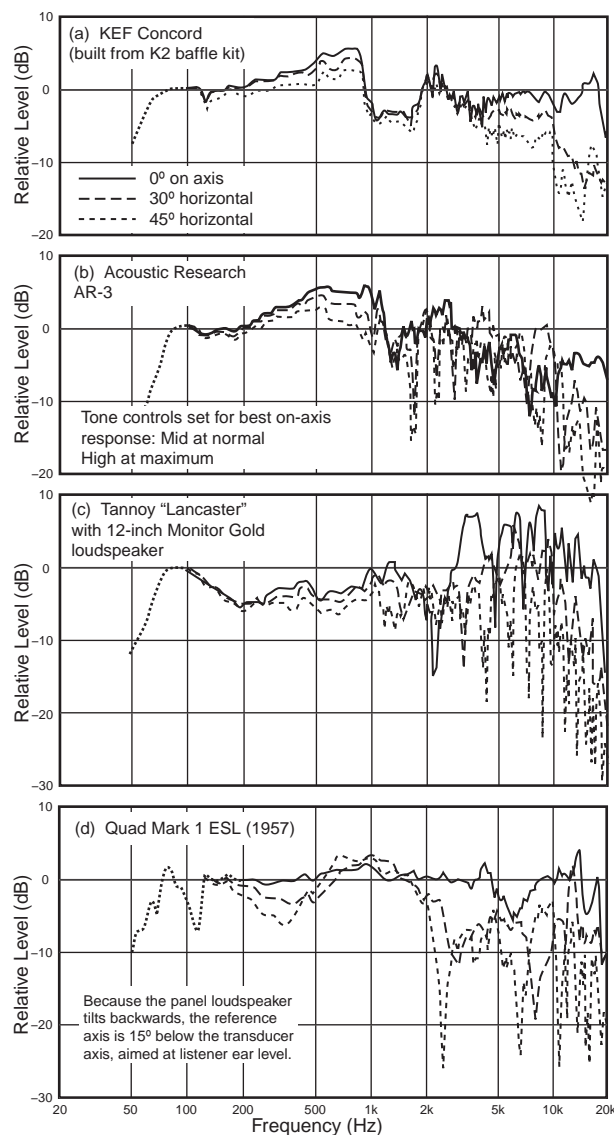 10
(a) KEF Concord
(built from K2 baffle kit)
0
Relative Level (dB)
–10
0º on axis
30º horizontal
45º horizontal
–20
10
(b) Acoustic Research
AR-3
0
Relative Level (dB)
–10
Tone controls set for best on-axis
response: Mid at normal
High at maximum
–20
10
(c) Tannoy “Lancaster”
with 12-inch Monitor Gold
loudspeaker
0
Relative Level (dB)
–10
–20
–30
10
(d) Quad Mark 1 ESL (1957)
0
Relative Level (dB)
–10
Because the panel loudspeaker
tilts backwards, the reference
axis is 15º below the transducer
axis, aimed at listener ear level.
–20
–30
20 50 100 200 500 1k 2k 5k 10k 20k
Frequency (Hz)